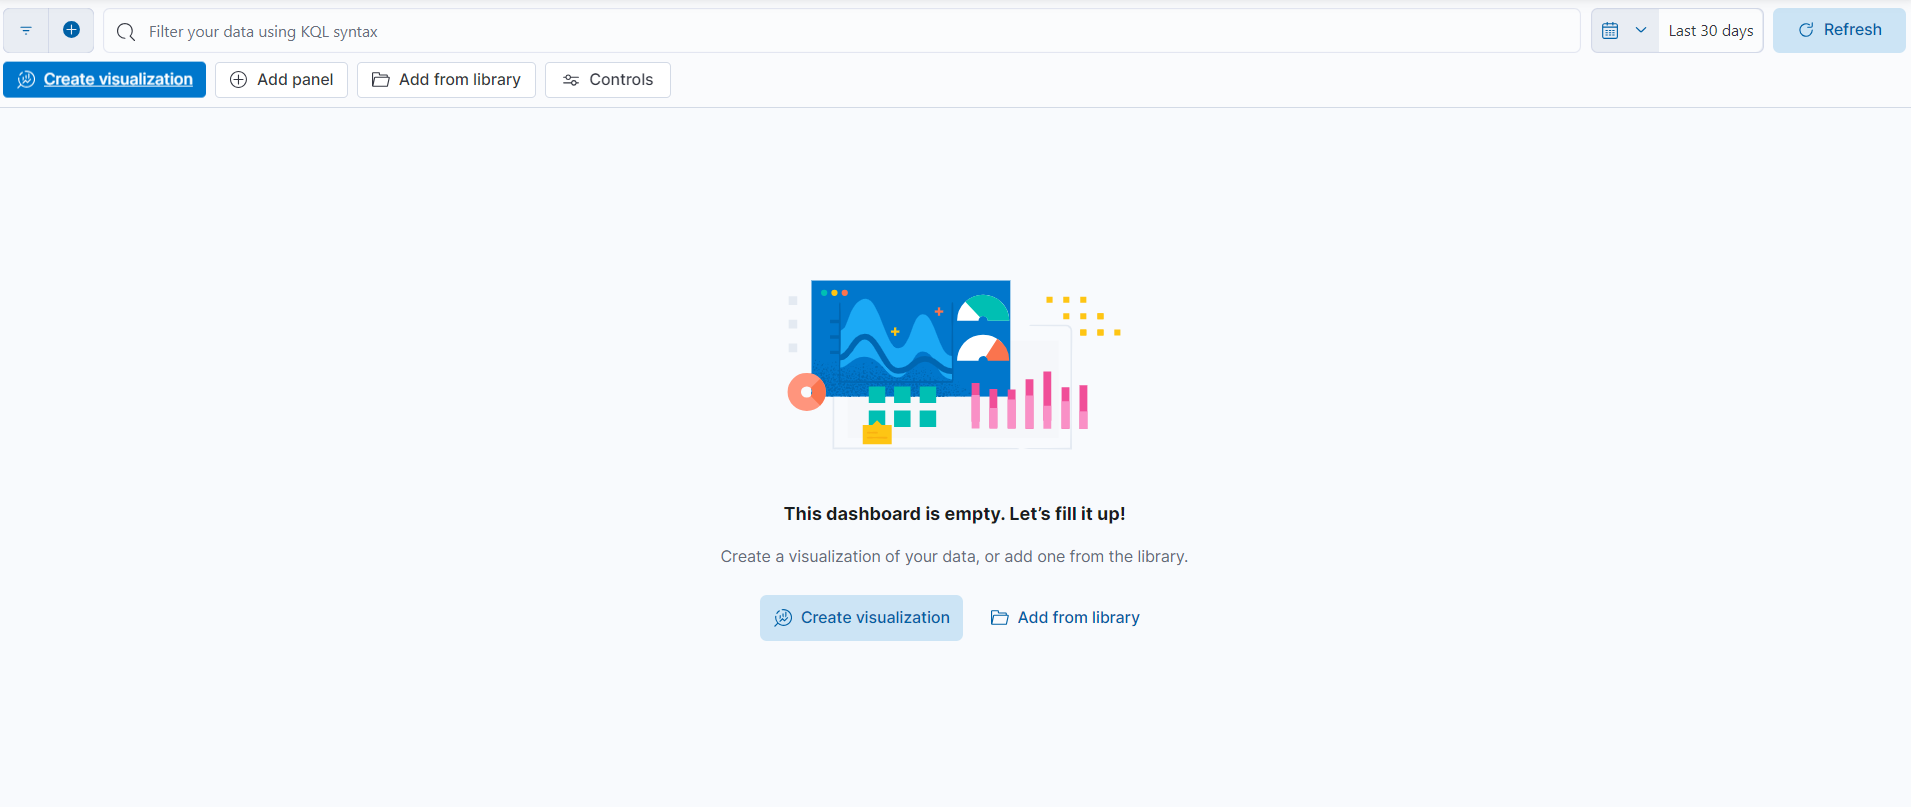 Filter your data using KQL syntax
Last 30 days
Refresh
Create visualization
Add panel
Add from library
Controls
This dashboard is empty. Let’s fill it up!
Create a visualization of your data, or add one from the library.
Create visualization
Add from library